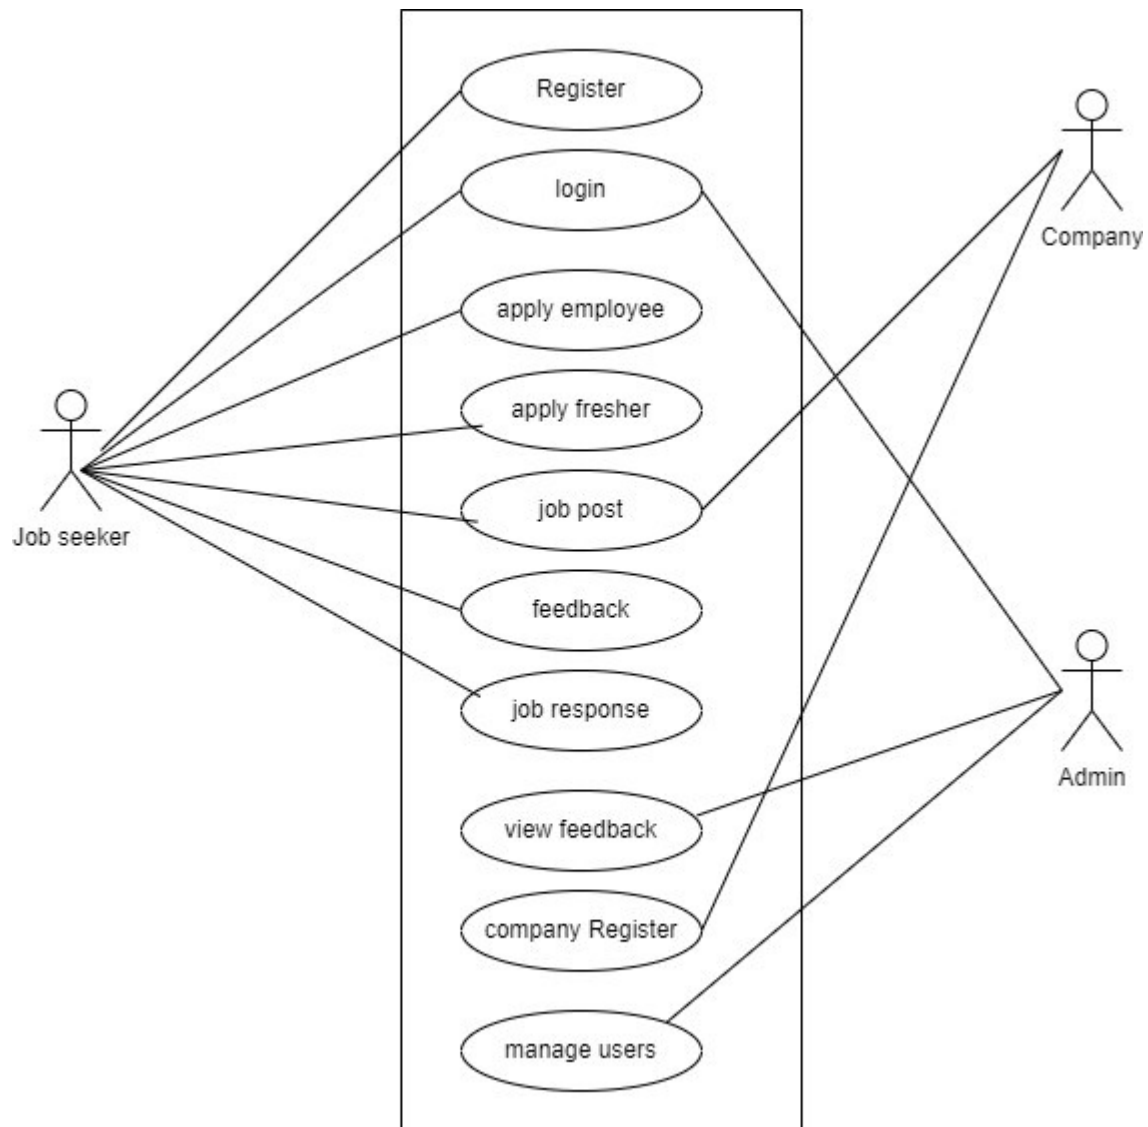 Register
login
Company
apply employee
apply fresher
job post
Job seeker
feedback
job response
Admin
view feedback
company Register
manage users